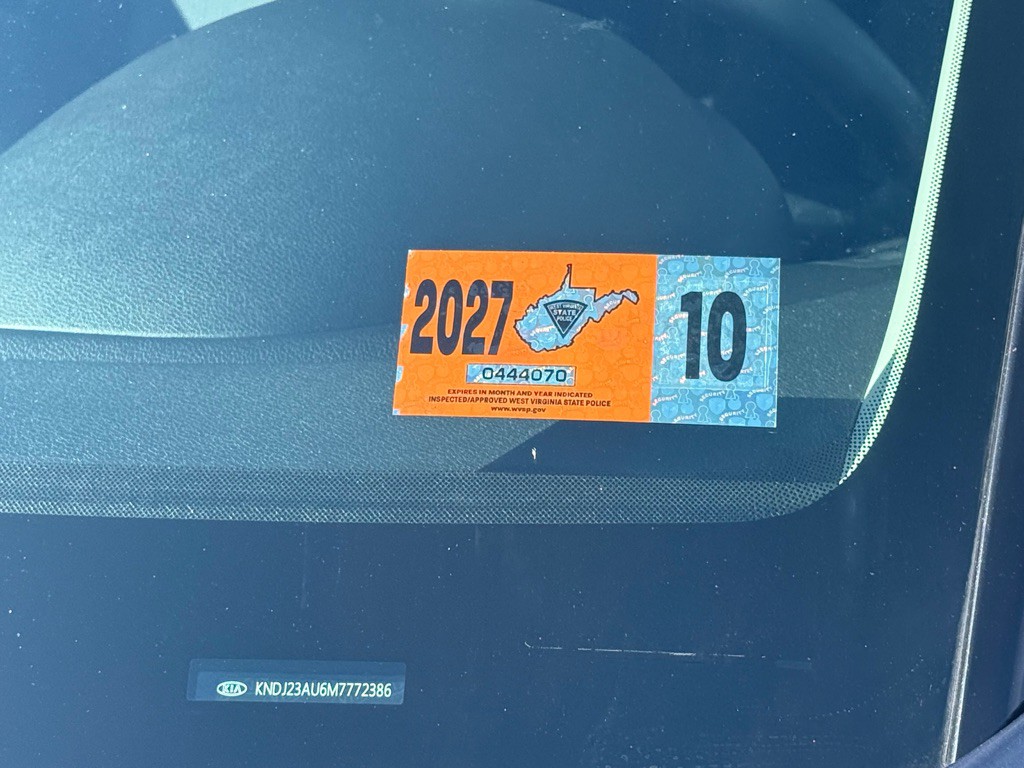 2027
WEST VIRGINIA
STATE
POLICE
10
0444070
EXPIRES IN MONTH AND YEAR INDICATED
INSPECTED/APPROVED WEST VIRGINIA STATE POLICE
www.wvsp.gov
SECURITY
KIA KNDJ23AU6M7772386